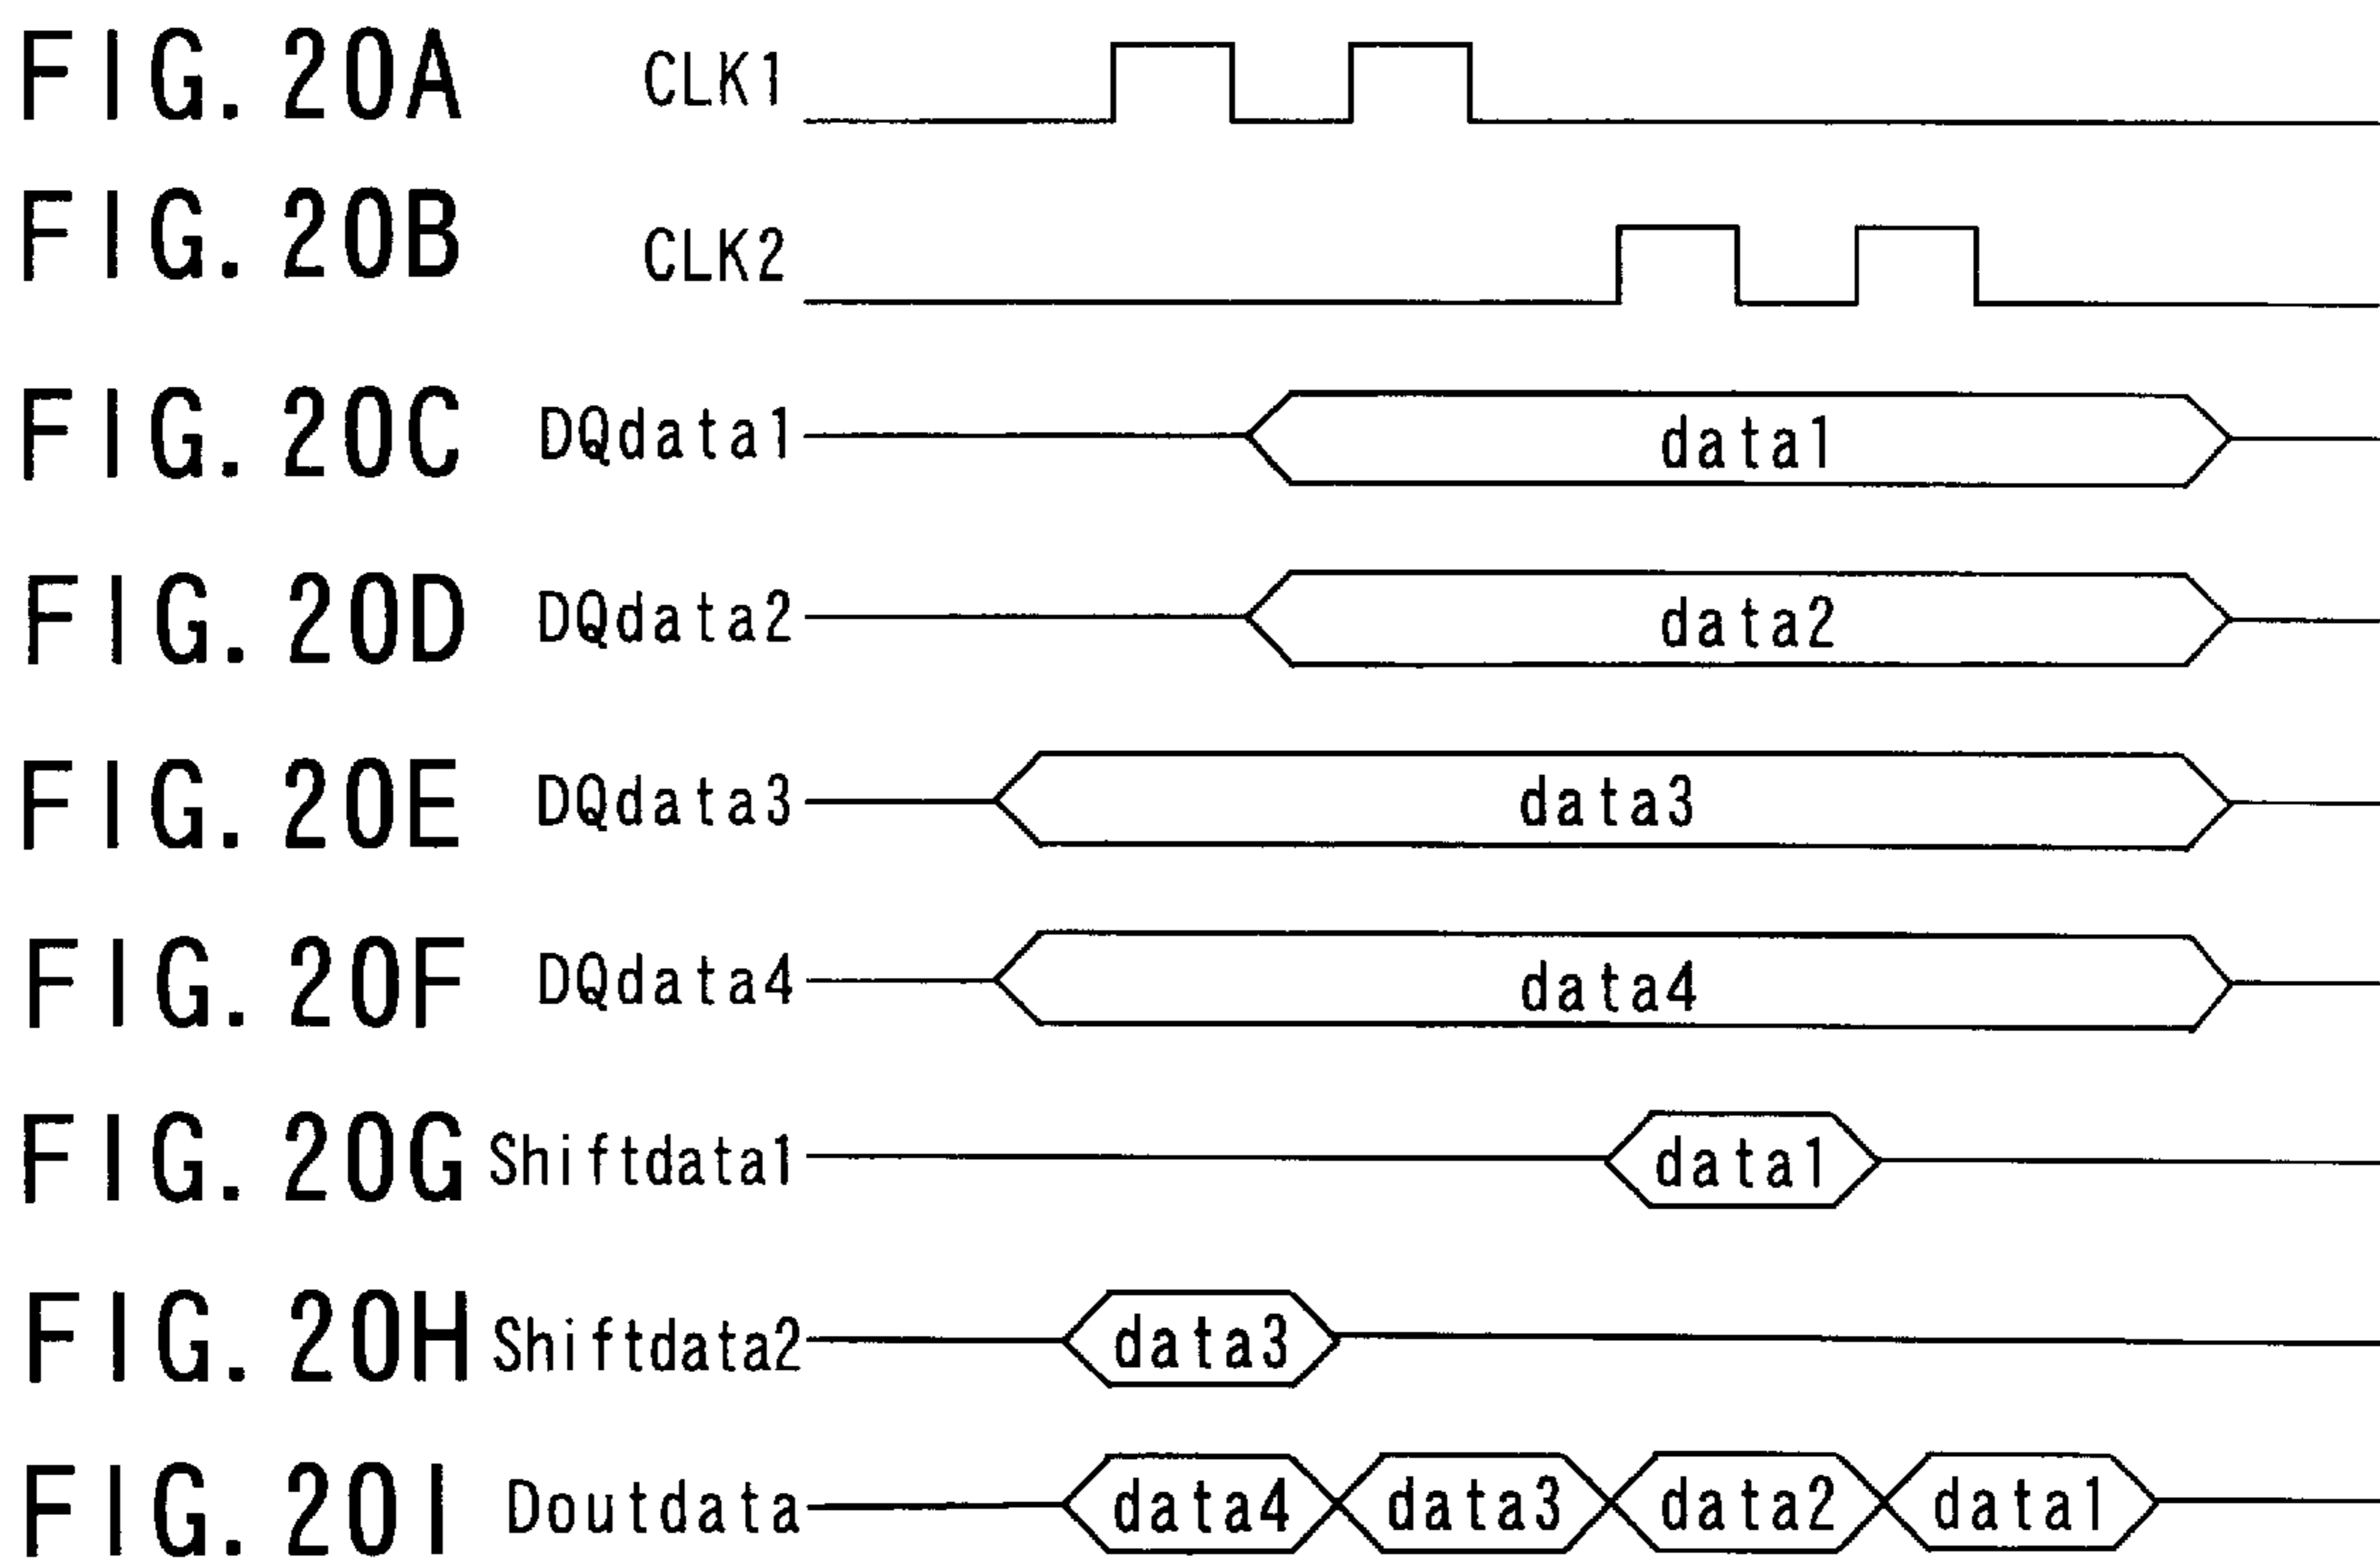 FIG. 20A CLK1
FIG. 20B CLK2
FIG. 20C DQdata1 data1
FIG. 20D DQdata2 data2
FIG. 20E DQdata3 data3
FIG. 20F DQdata4 data4
FIG. 20G Shiftdata1 data1
FIG. 20H Shiftdata2 data3
FIG. 20I Doutdata data4 data3 data2 data1